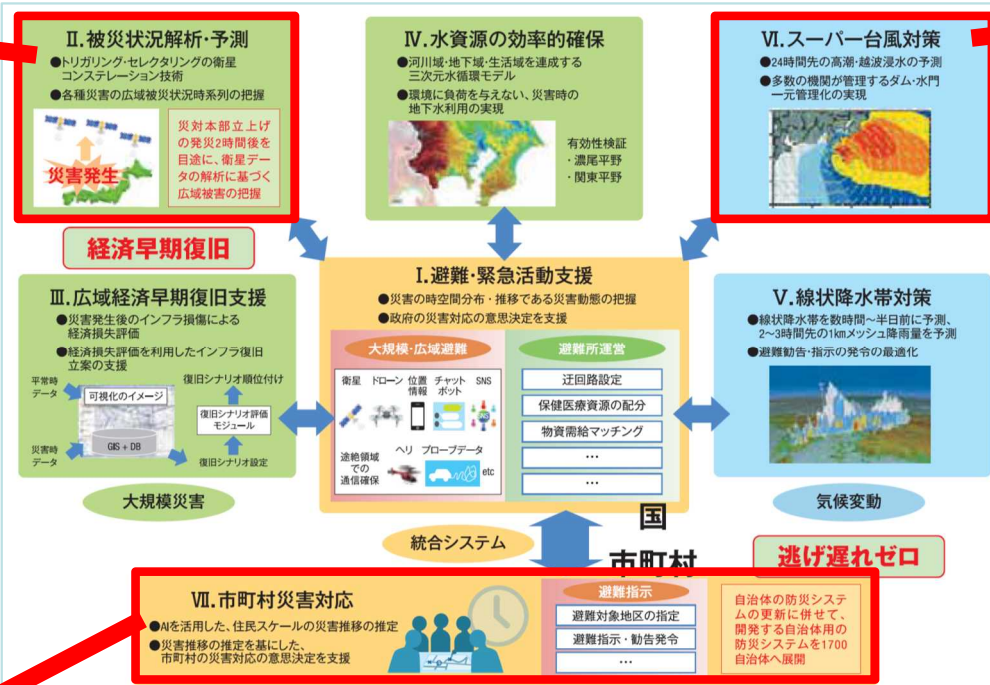 Ⅱ.被災状況解析・予測
●トリガリング・セレクタリングの衛星
コンステレーション技術
●各種災害の広域被災状況時系列の把握
災害発生
災対本部立上げ
の発災2時間後を
目途に、衛星デー
タの解析に基づく
広域被害の把握
Ⅳ.水資源の効率的確保
●河川域・地下域・生活域を連成する
三次元水循環モデル
●環境に負荷を与えない、災害時の
地下水利用の実現
有効性検証
・濃尾平野
・関東平野
Ⅵ.スーパー台風対策
●24時間先の高潮・越波浸水の予測
●多数の機関が管理するダム・水門
一元管理化の実現
経済早期復旧
Ⅲ.広域経済早期復旧支援
●災害発生後のインフラ損傷による
経済損失評価
●経済損失評価を利用したインフラ復旧
立案の支援
平常時
データ
可視化のイメージ
GIS + DB
災害時
データ
復旧シナリオ順位付け
復旧シナリオ評価
モジュール
復旧シナリオ設定
大規模災害
Ⅰ.避難・緊急活動支援
●災害の時空間分布・推移である災害動態の把握
●政府の災害対応の意思決定を支援
大規模・広域避難
衛星 ドローン 位置情報 チャットボット SNS
途絶領域
での
通信確保
ヘリ プローブデータ
etc
避難所運営
迂回路設定
保健医療資源の配分
物資需給マッチング
…
…
Ⅴ.線状降水帯対策
●線状降水帯を数時間～半日前に予測、
2～3時間先の1kmメッシュ降雨量を予測
●避難勧告・指示の発令の最適化
気候変動
統合システム
国
市町村
逃げ遅れゼロ
Ⅶ.市町村災害対応
●AIを活用した、住民スケールの災害推移の推定
●災害推移の推定を基にした、
市町村の災害対応の意思決定を支援
避難指示
避難対象地区の指定
避難指示・勧告発令
…
自治体の防災システ
ムの更新に併せて、
開発する自治体用の
防災システムを1700
自治体へ展開